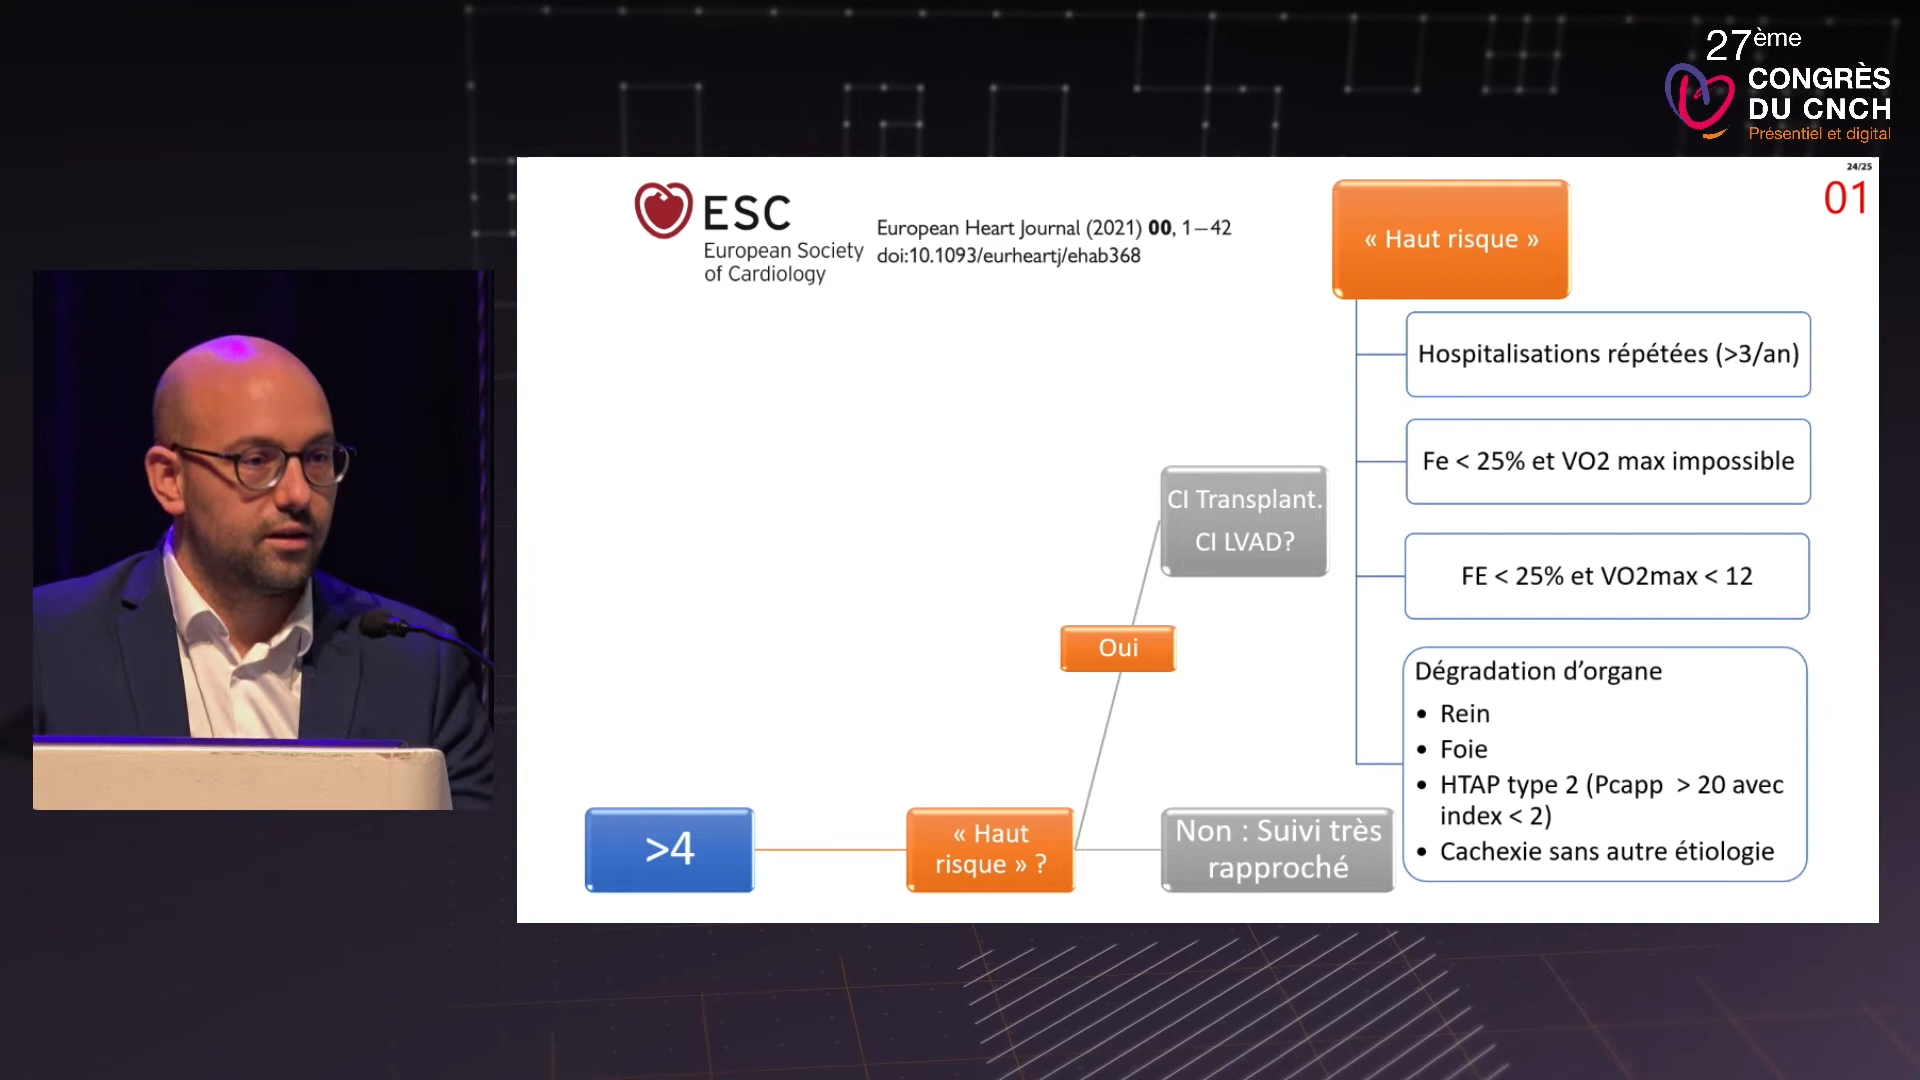 27ème
CONGRÈS
DU CNCH
Présentiel et digital
24/25
01
ESC
European Society
of Cardiology
European Heart Journal (2021) 00, 1–42
doi:10.1093/eurheartj/ehab368
« Haut risque »
Hospitalisations répétées (>3/an)
Fe < 25% et VO2 max impossible
FE < 25% et VO2max < 12
Dégradation d’organe
• Rein
• Foie
• HTAP type 2 (Pcapp > 20 avec
index < 2)
• Cachexie sans autre étiologie
CI Transplant.
CI LVAD?
Oui
>4
« Haut
risque » ?
Non : Suivi très
rapproché